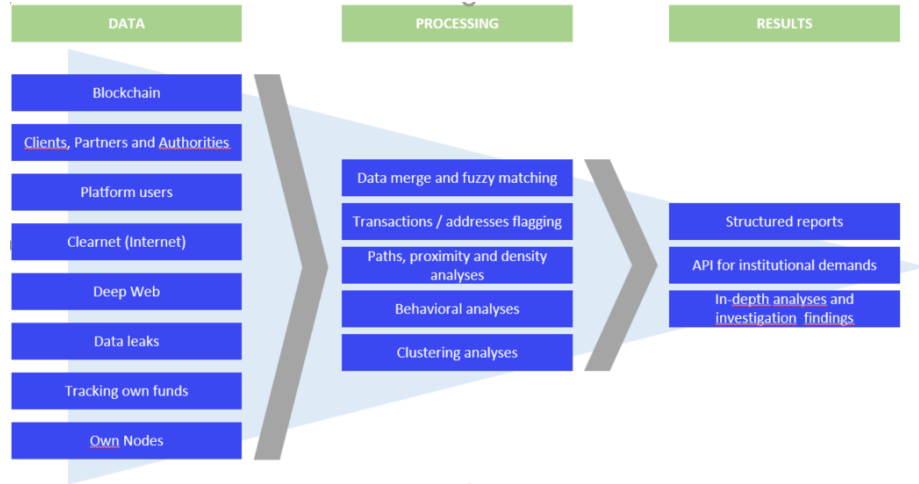 DATA
PROCESSING
RESULTS
Blockchain
Clients, Partners and Authorities
Platform users
Clearnet (Internet)
Deep Web
Data leaks
Tracking own funds
Own Nodes
Data merge and fuzzy matching
Transactions / addresses flagging
Paths, proximity and density
analyses
Behavioral analyses
Clustering analyses
Structured reports
API for institutional demands
In-depth analyses and
investigation findings